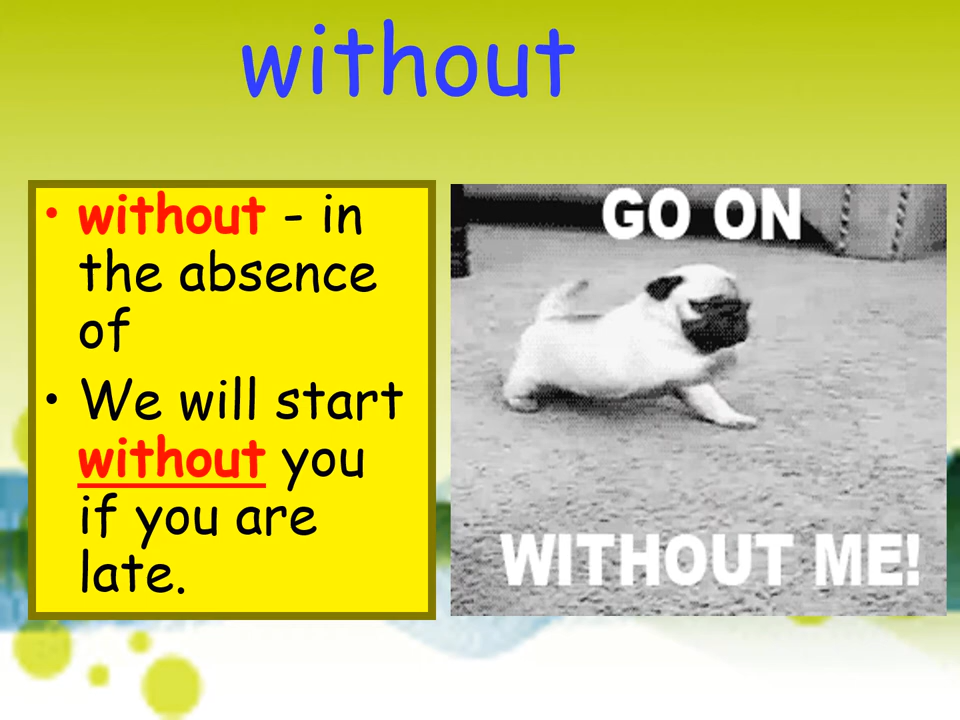 without
• without - in
the absence
of
• We will start
without you
if you are
late.
GO ON
WITHOUT ME!